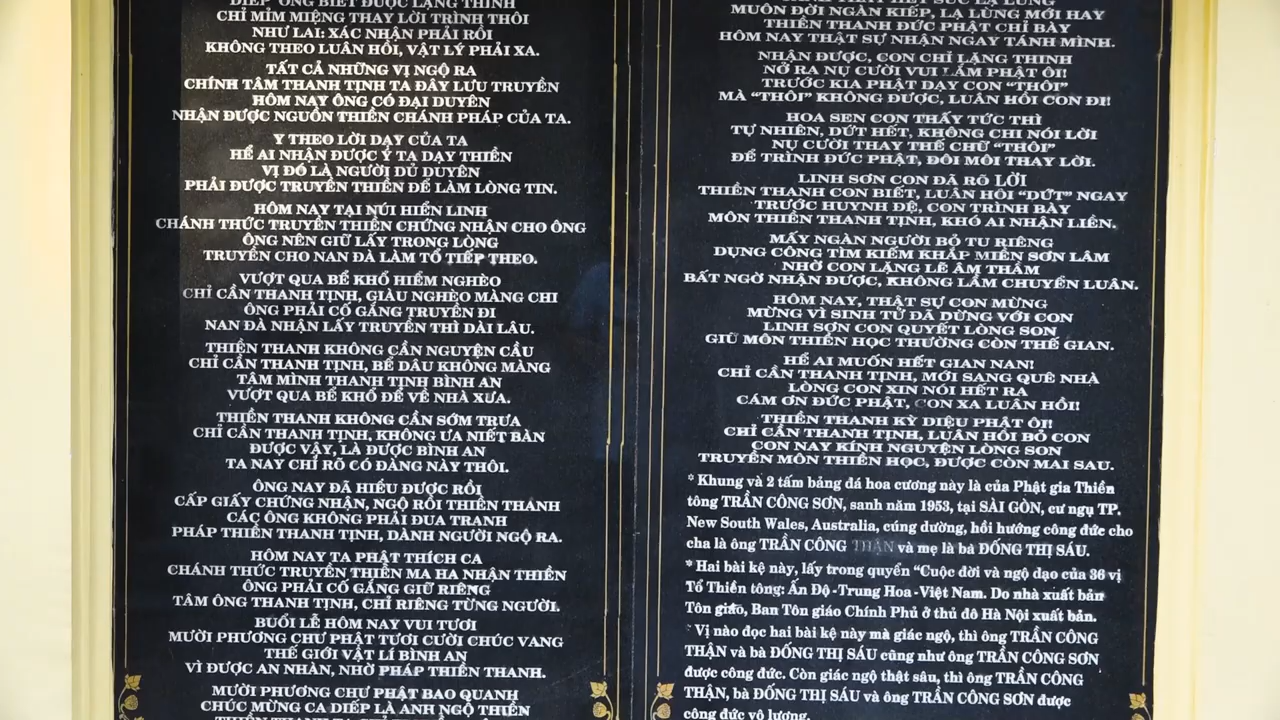 DIẾP ÔNG BIẾT ĐƯỢC LẶNG THINH
CHỈ MỈM MIỆNG THAY LỜI TRÌNH THÔI
NHƯ LAI: XÁC NHẬN PHẢI RỒI
KHÔNG THEO LUÂN HỒI, VẬT LÝ PHẢI XA.
TẤT CẢ NHỮNG VỊ NGỘ RA
CHÍNH TÂM THANH TỊNH TA ĐÂY LƯU TRUYỀN
HÔM NAY ÔNG CÓ ĐẠI DUYÊN
NHẬN ĐƯỢC NGUỒN THIỀN CHÁNH PHÁP CỦA TA.
Y THEO LỜI DẠY CỦA TA
HỄ AI NHẬN ĐƯỢC Ý TA DẠY THIỀN
VỊ ĐÓ LÀ NGƯỜI DỦ DUYÊN
PHẢI ĐƯỢC TRUYỀN THIỀN ĐỂ LÀM LÒNG TIN.
HÔM NAY TẠI NÚI HIỂN LINH
CHÁNH THỨC TRUYỀN THIỀN CHỨNG NHẬN CHO ÔNG
ÔNG NÊN GIỮ LẤY TRONG LÒNG
TRUYỀN CHO NAN ĐÀ LÀM TỔ TIẾP THEO.
VƯỢT QUA BỂ KHỔ HIỂM NGHÈO
CHỈ CẦN THANH TỊNH, GIÀU NGHÈO MÀNG CHI
ÔNG PHẢI CỐ GẮNG TRUYỀN ĐI
NAN ĐÀ NHẬN LẤY TRUYỀN THÌ DÀI LÂU.
THIỀN THANH KHÔNG CẦN NGUYỆN CẦU
CHỈ CẦN THANH TỊNH, BỂ DÂU KHÔNG MÀNG
TÂM MÌNH THANH TỊNH BÌNH AN
VƯỢT QUA BỂ KHỔ ĐỂ VỀ NHÀ XƯA.
THIỀN THANH KHÔNG CẦN SỚM TRƯA
CHỈ CẦN THANH TỊNH, KHÔNG ƯA NIẾT BÀN
ĐƯỢC VẬY, LÀ ĐƯỢC BÌNH AN
TA NAY CHỈ RÕ CÓ ĐÀNG NÀY THÔI.
ÔNG NAY ĐÃ HIỂU ĐƯỢC RỒI
CẤP GIẤY CHỨNG NHẬN, NGỘ RỒI THIỀN THANH
CÁC ÔNG KHÔNG PHẢI ĐUA TRANH
PHÁP THIỀN THANH TỊNH, DÀNH NGƯỜI NGỘ RA.
HÔM NAY TA PHẬT THÍCH CA
CHÁNH THỨC TRUYỀN THIỀN MA HA NHẬN THIỀN
ÔNG PHẢI CỐ GẮNG GIỮ RIÊNG
TÂM ÔNG THANH TỊNH, CHỈ RIÊNG TỪNG NGƯỜI.
BUỔI LỄ HÔM NAY VUI TƯƠI
MƯỜI PHƯƠNG CHƯ PHẬT TƯƠI CƯỜI CHÚC VANG
THẾ GIỚI VẬT LÍ BÌNH AN
VÌ ĐƯỢC AN NHÀN, NHỜ PHÁP THIỀN THANH.
MƯỜI PHƯƠNG CHƯ PHẬT BAO QUANH
CHÚC MỪNG CA DIẾP LÀ ANH NGỘ THIỀN
MUÔN ĐỜI NGÀN KIẾP, LẠ LÙNG MỚI HAY
THIỀN THANH ĐỨC PHẬT CHỈ BÀY
HÔM NAY THẬT SỰ NHẬN NGAY TÁNH MÌNH.
NHẬN ĐƯỢC, CON CHỈ LẶNG THINH
NỞ RA NỤ CƯỜI VUI LẮM PHẬT ÔI!
TRƯỚC KIA PHẬT DẠY CON “THÔI”
MÀ “THÔI” KHÔNG ĐƯỢC, LUÂN HỒI CON ĐI!
HOA SEN CON THẤY TỨC THÌ
TỰ NHIÊN, DỨT HẾT, KHÔNG CHI NÓI LỜI
NỤ CƯỜI THAY THẾ CHỮ “THÔI”
ĐỂ TRÌNH ĐỨC PHẬT, ĐÔI MÔI THAY LỜI.
LINH SƠN CON ĐÃ RÕ LỜI
THIỀN THANH CON BIẾT, LUÂN HỒI “DỨT” NGAY
TRƯỚC HUYNH ĐỆ, CON TRÌNH BÀY
MÔN THIỀN THANH TỊNH, KHÓ AI NHẬN LIỀN.
MẤY NGÀN NGƯỜI BỎ TU RIÊNG
DỤNG CÔNG TÌM KIẾM KHẮP MIỀN SƠN LÂM
NHỜ CON LẶNG LẼ ÂM THẦM
BẤT NGỜ NHẬN ĐƯỢC, KHÔNG LẦM CHUYỂN LUÂN.
HÔM NAY, THẬT SỰ CON MỪNG
MỪNG VÌ SINH TỬ ĐÃ DỪNG VỚI CON
LINH SƠN CON QUYẾT LÒNG SON
GIỮ MÔN THIỀN HỌC THƯỜNG CÒN THẾ GIAN.
HỄ AI MUỐN HẾT GIAN NAN!
CHỈ CẦN THANH TỊNH, MỚI SANG QUÊ NHÀ
LÒNG CON XIN NÓI HẾT RA
CÁM ƠN ĐỨC PHẬT, CON XA LUÂN HỒI!
THIỀN THANH KỲ DIỆU PHẬT ÔI!
CHỈ CẦN THANH TỊNH, LUÂN HỒI BỎ CON
CON NAY KÍNH NGUYỆN LÒNG SON
TRUYỀN MÔN THIỀN HỌC, ĐƯỢC CÒN MAI SAU.
* Khung và 2 tấm bảng đá hoa cương này là của Phật gia Thiền
tông TRẦN CÔNG SƠN, sanh năm 1953, tại SÀI GÒN, cư ngụ TP.
New South Wales, Australia, cúng dường, hồi hướng công đức cho
cha là ông TRẦN CÔNG THẬN và mẹ là bà ĐỐNG THỊ SÁU.
* Hai bài kệ này, lấy trong quyển “Cuộc đời và ngộ dạo của 36 vị
Tổ Thiền tông: Ấn Độ -Trung Hoa -Việt Nam. Do nhà xuất bản
Tôn giáo, Ban Tôn giáo Chính Phủ ở thủ đô Hà Nội xuất bản.
* Vị nào đọc hai bài kệ này mà giác ngộ, thì ông TRẦN CÔNG
THẬN và bà ĐỐNG THỊ SÁU cũng như ông TRẦN CÔNG SƠN
được công đức. Còn giác ngộ thật sâu, thì ông TRẦN CÔNG
THẬN, bà ĐỐNG THỊ SÁU và ông TRẦN CÔNG SƠN được
công đức vô lượng.